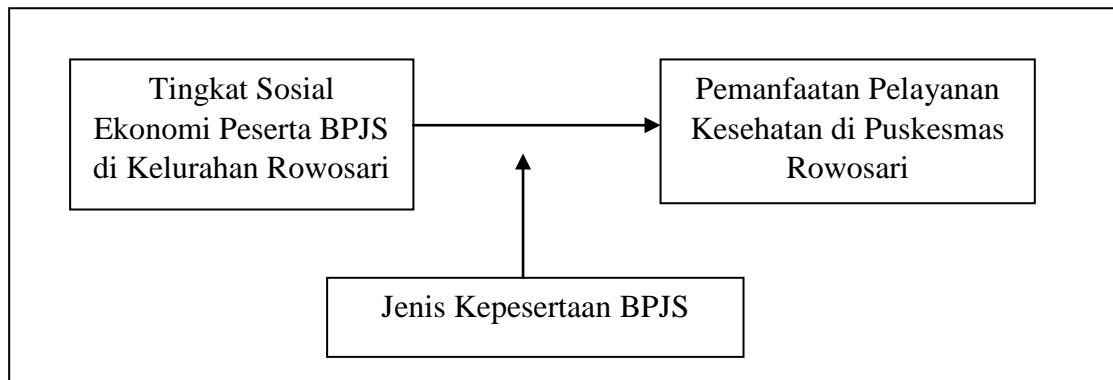 Tingkat Sosial
Ekonomi Peserta BPJS
di Kelurahan Rowosari
Pemanfaatan Pelayanan
Kesehatan di Puskesmas
Rowosari
Jenis Kepesertaan BPJS